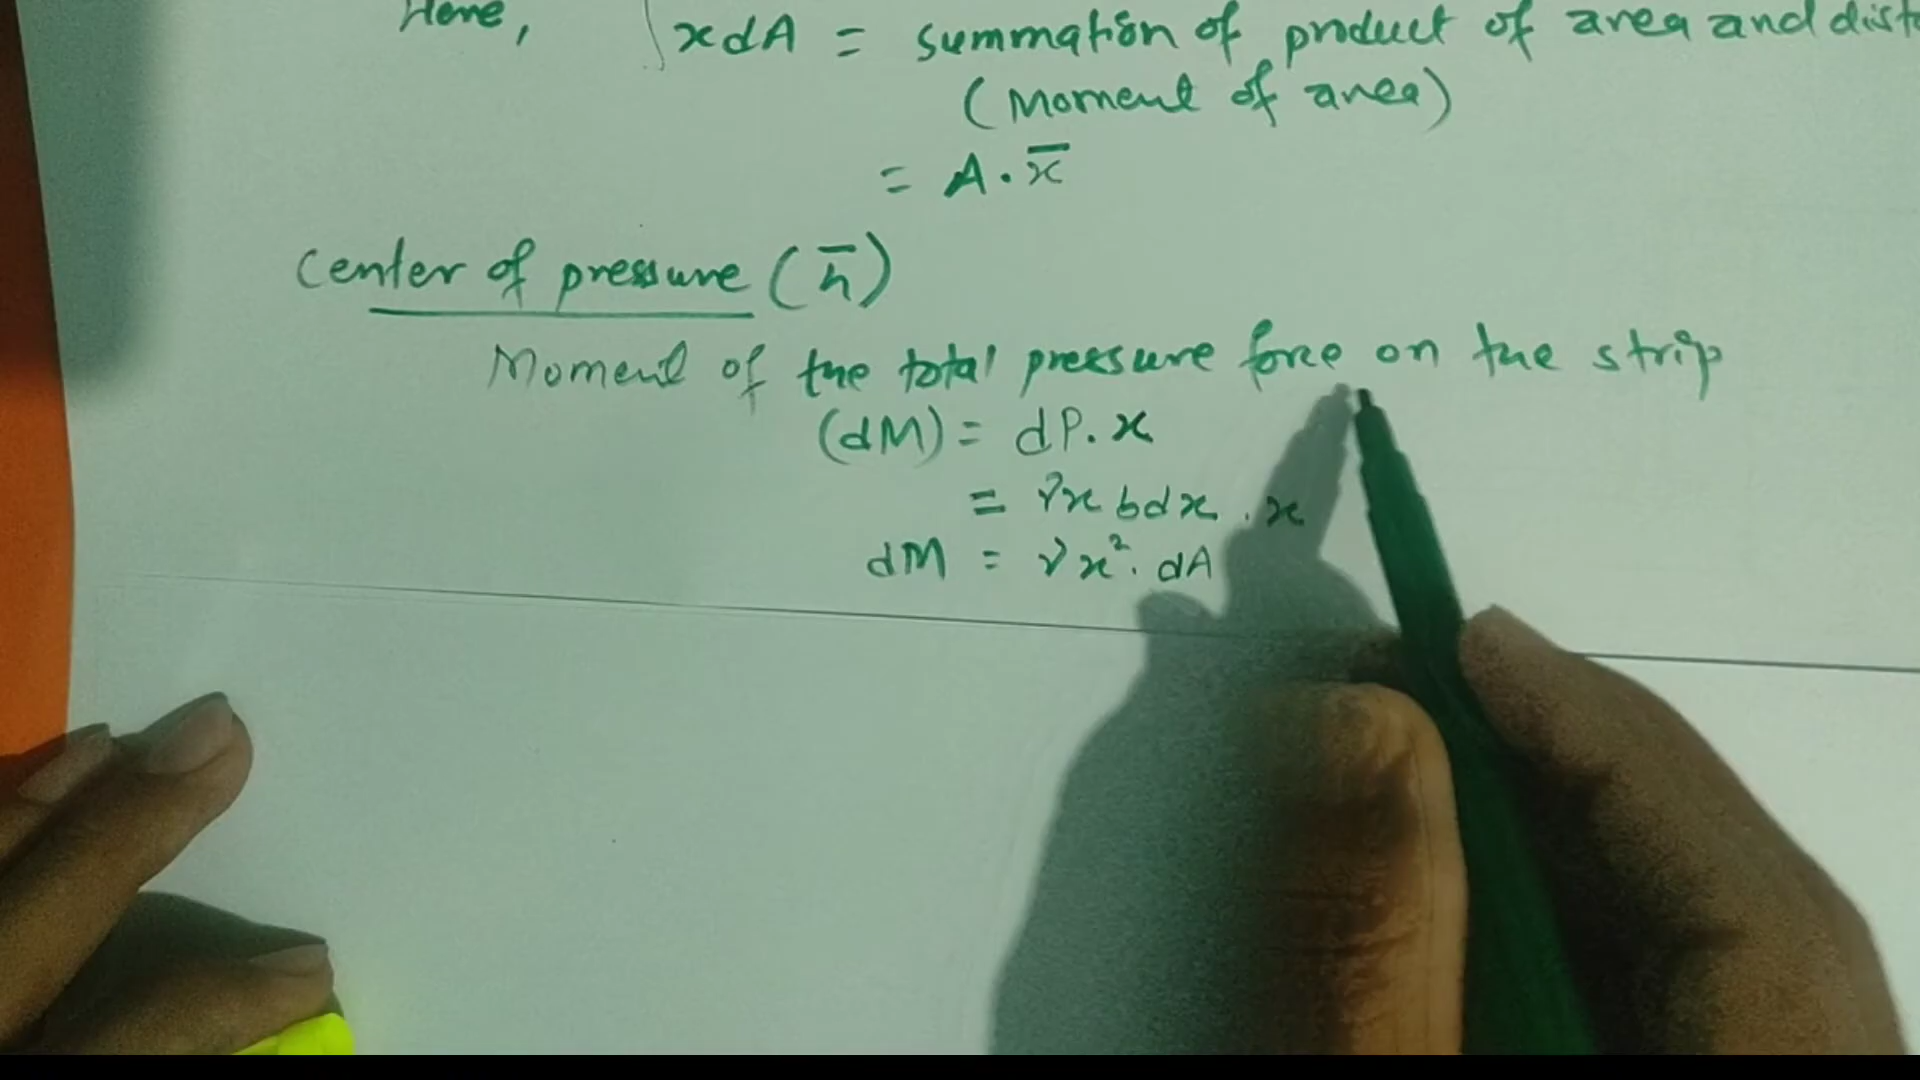 Here, ∫xdA = summation of product of area and dist
(Moment of area)
= A.x̄
Center of pressure (h̄)
Moment of the total pressure force on the strip
(dM) = dP.x
= γx bdx . x
dM = γx². dA